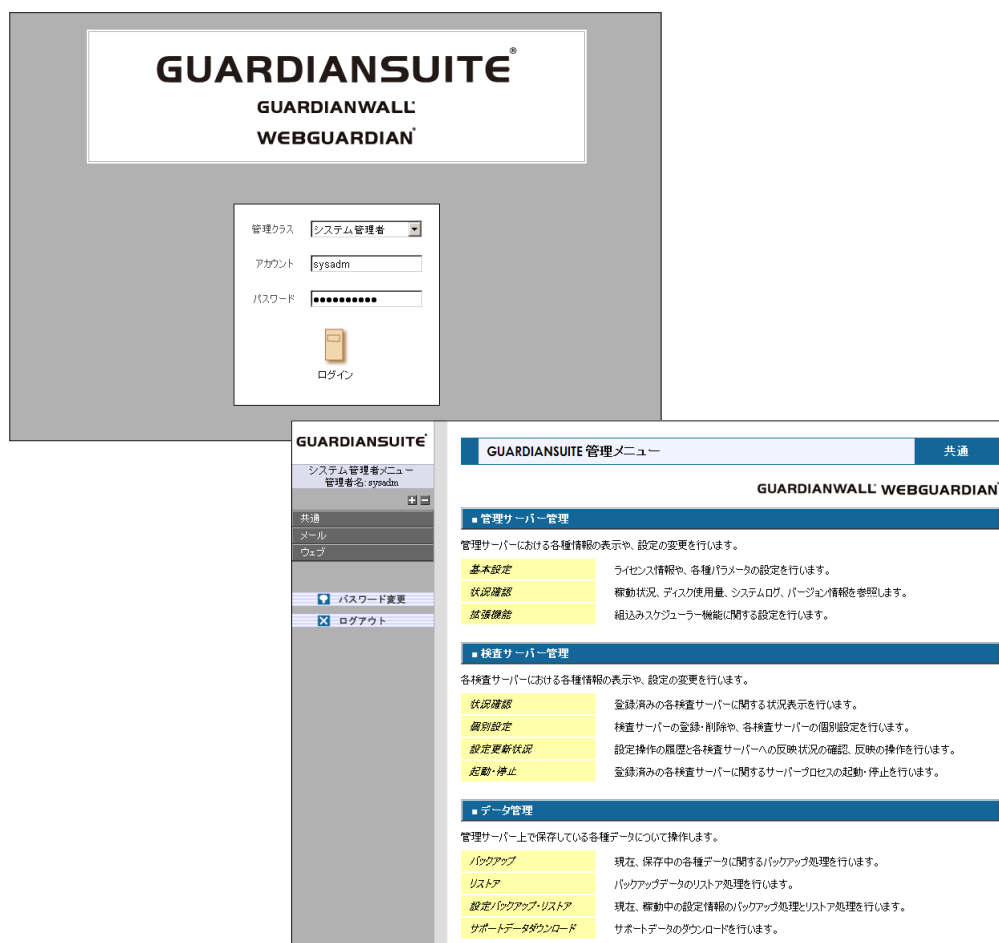 GUARDIANSUITE®
GUARDIANWALL
WEBGUARDIAN
管理クラス システム管理者
アカウント sysadm
パスワード ●●●●●●●●●●
ログイン
GUARDIANSUITE
システム管理者メニュー
管理者名: sysadm
共通
メール
ウェブ
パスワード変更
ログアウト
GUARDIANSUITE 管理メニュー 共通
GUARDIANWALL WEBGUARDIAN
■ 管理サーバー管理
管理サーバーにおける各種情報の表示や、設定の変更を行います。
基本設定 ライセンス情報や、各種パラメータの設定を行います。
状況確認 稼動状況、ディスク使用量、システムログ、バージョン情報を参照します。
拡張機能 組込みスケジューラー機能に関する設定を行います。
■ 検査サーバー管理
各検査サーバーにおける各種情報の表示や、設定の変更を行います。
状況確認 登録済みの各検査サーバーに関する状況表示を行います。
個別設定 検査サーバーの登録・削除や、各検査サーバーの個別設定を行います。
設定更新状況 設定操作の履歴と各検査サーバーへの反映状況の確認、反映の操作を行います。
起動・停止 登録済みの各検査サーバーに関するサーバープロセスの起動・停止を行います。
■ データ管理
管理サーバー上で保存している各種データについて操作します。
バックアップ 現在、保存中の各種データに関するバックアップ処理を行います。
リストア バックアップデータのリストア処理を行います。
設定バックアップ・リストア 現在、稼動中の設定情報のバックアップ処理とリストア処理を行います。
サポートデータダウンロード サポートデータのダウンロードを行います。